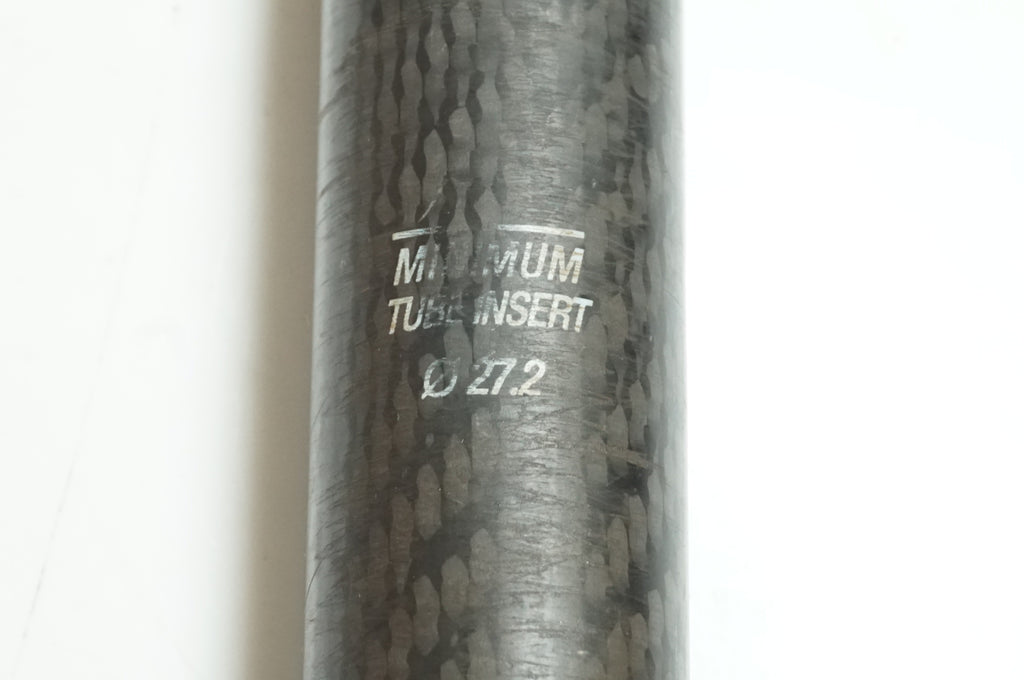 MINIMUM
TUBE INSERT
Ø 27.2